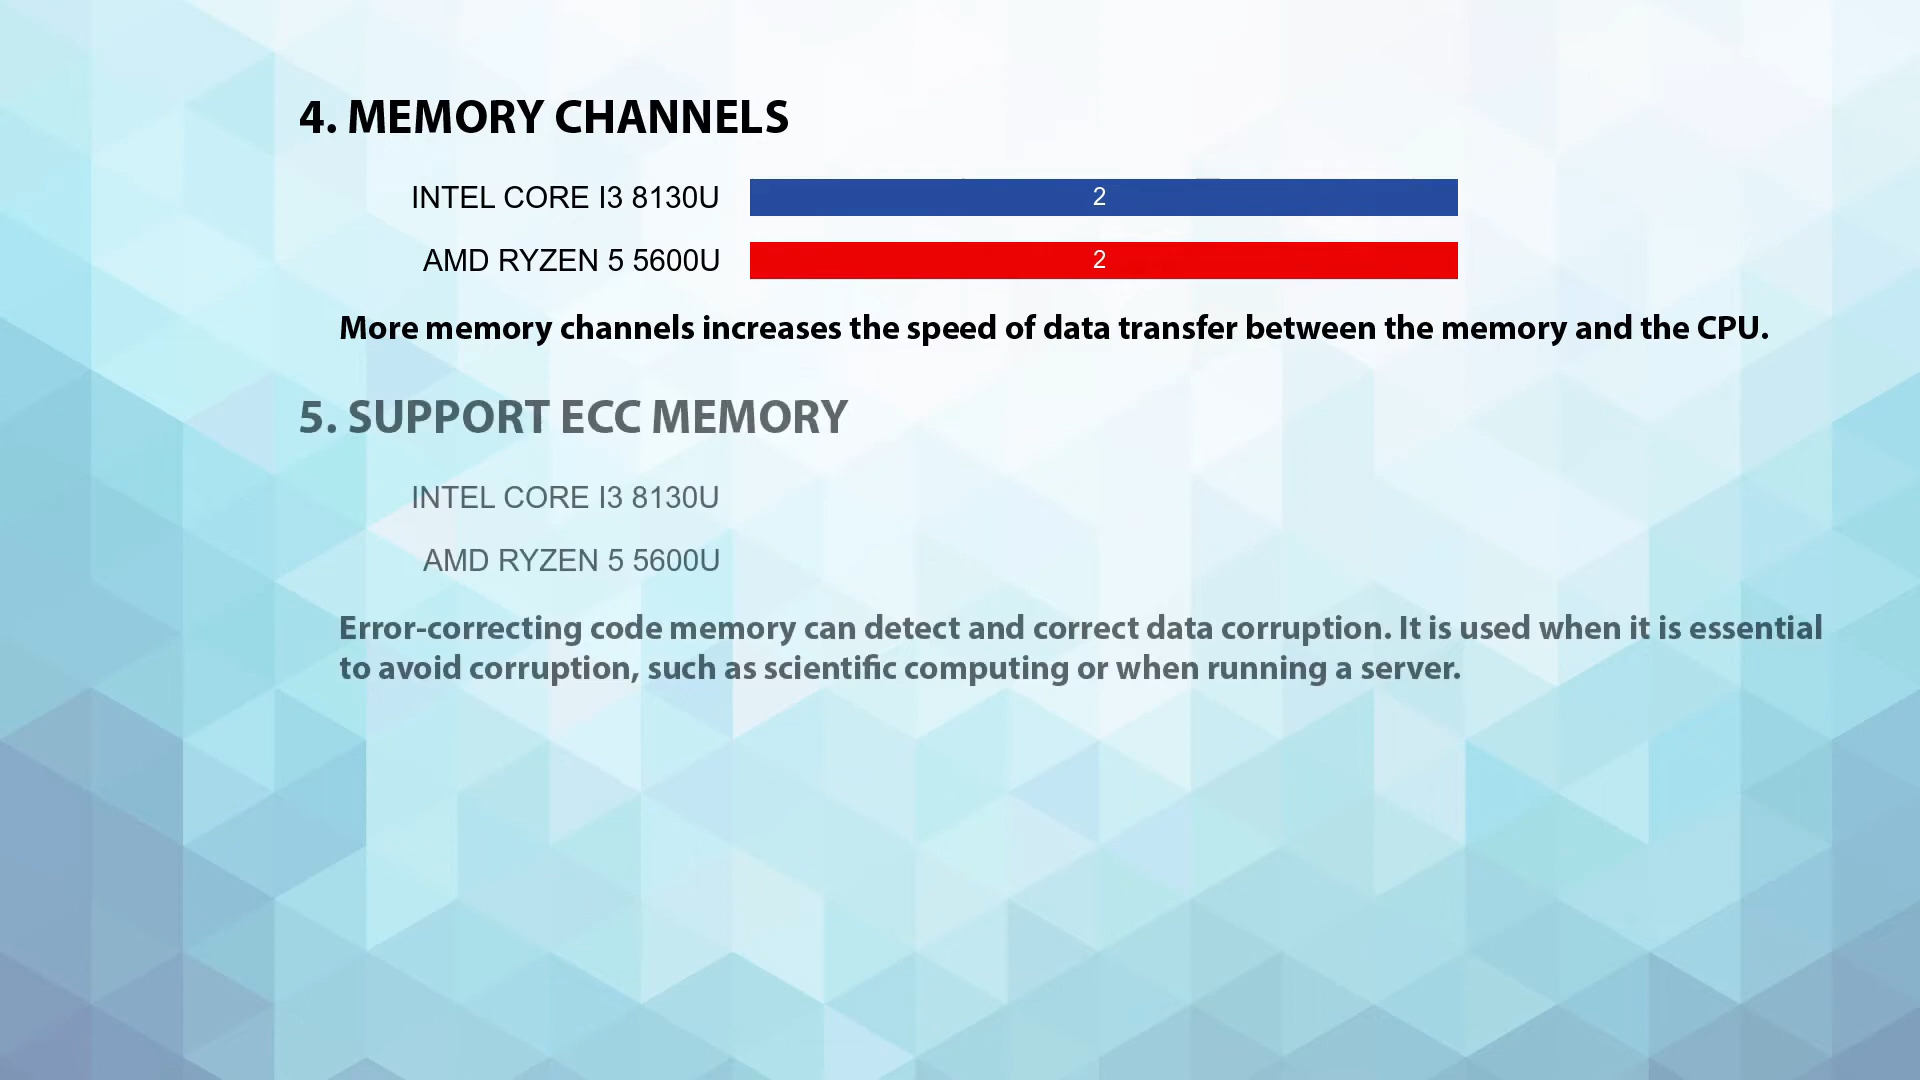 4. MEMORY CHANNELS
INTEL CORE I3 8130U
2
AMD RYZEN 5 5600U
2
More memory channels increases the speed of data transfer between the memory and the CPU.
5. SUPPORT ECC MEMORY
INTEL CORE I3 8130U
AMD RYZEN 5 5600U
Error-correcting code memory can detect and correct data corruption. It is used when it is essential
to avoid corruption, such as scientific computing or when running a server.